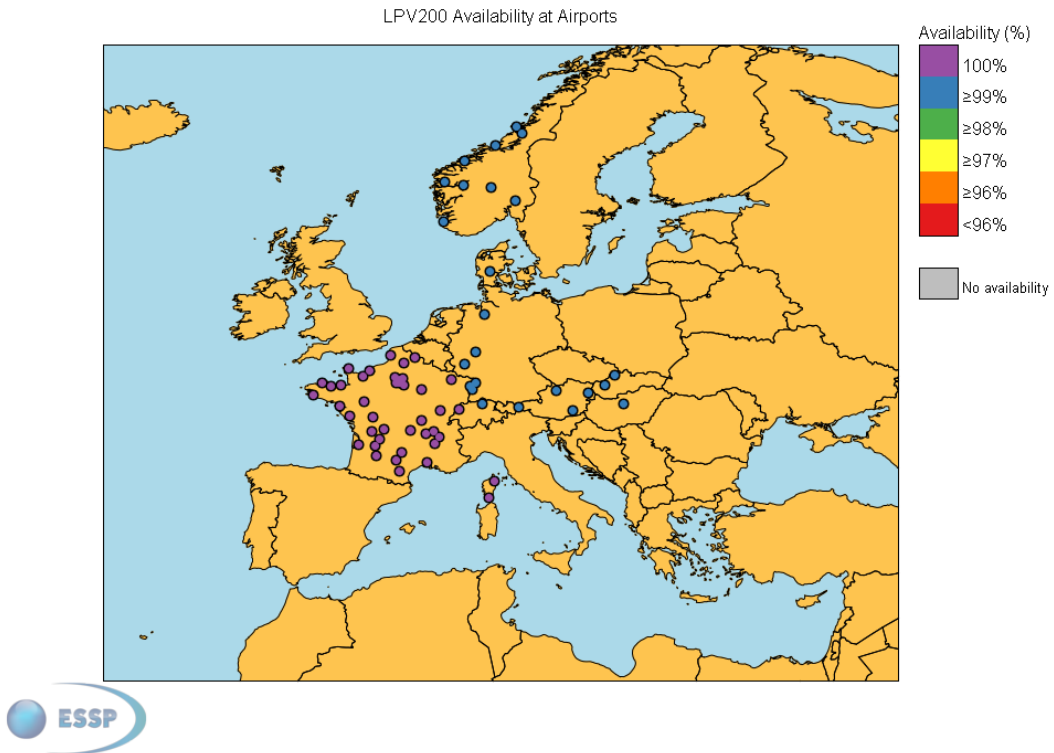 LPV200 Availability at Airports
Availability (%)
100%
≥99%
≥98%
≥97%
≥96%
<96%
No availability
ESSP